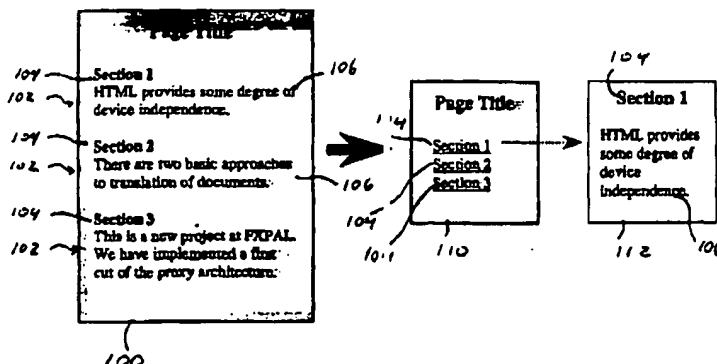 Page Title
104
Section 1
106
102
HTML provides some degree of
device independence.
104
Section 2
102
There are two basic approaches
to translation of documents.
106
104
Section 3
102
This is a new project at FXPAL.
We have implemented a first
cut of the proxy architecture.
100
Page Title
Section 1
Section 2
Section 3
104
110
104
Section 1
HTML provides
some degree of
device
independence.
112